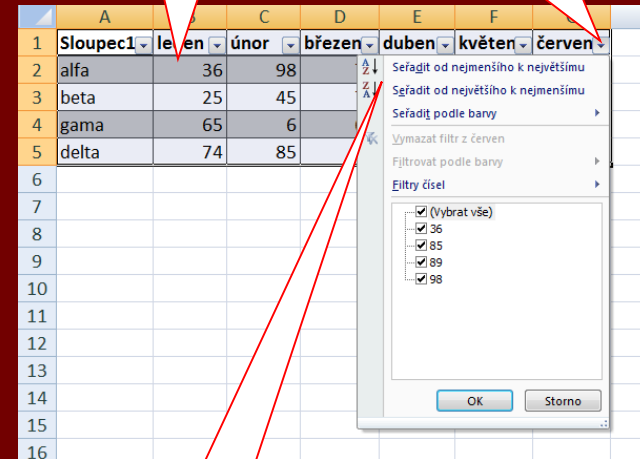 A B C D E F
1 Sloupec1 leden únor březen duben květen červen
2 alfa 36 98
3 beta 25 45
4 gama 65 6
5 delta 74 85
6
7
8
9
10
11
12
13
14
15
16
Seřadit od nejmenšího k největšímu
Seřadit od největšího k nejmenšímu
Seřadit podle barvy
Vymazat filtr z červen
Filtrovat podle barvy
Filtry čísel
(Vybrat vše)
36
85
89
98
OK Storno